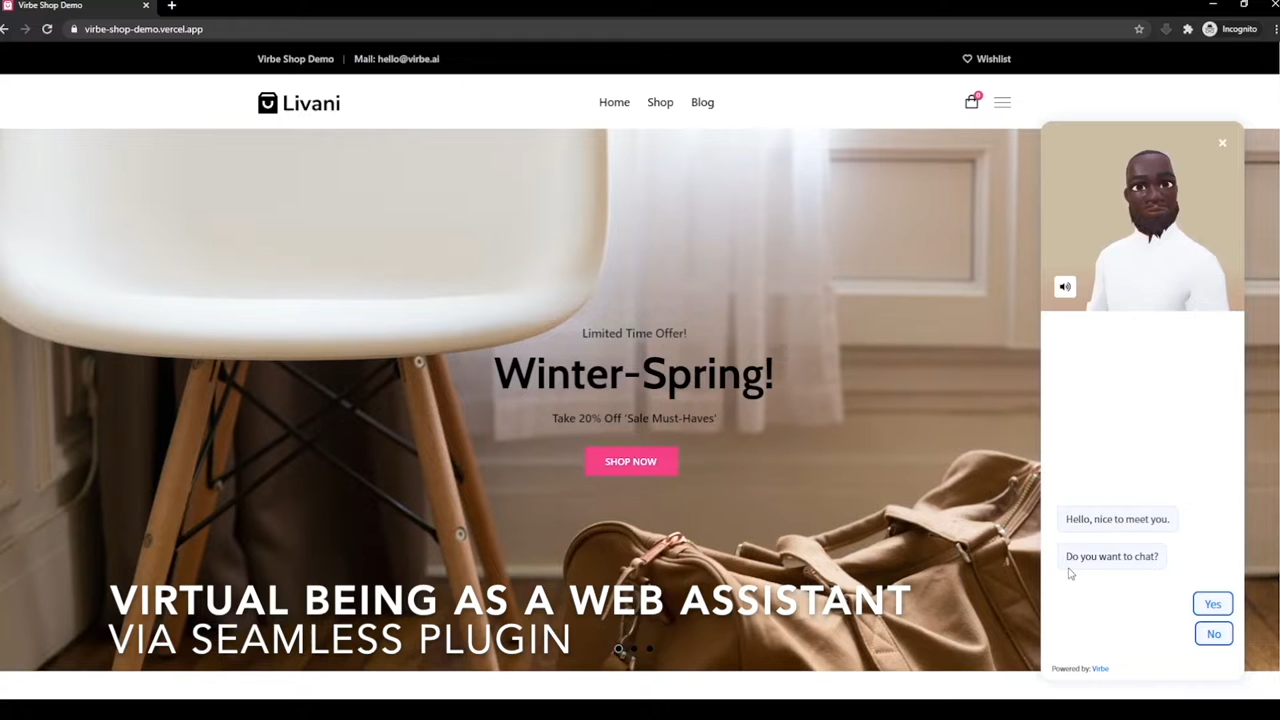 Virbe Shop Demo
virbe-shop-demo.vercel.app
Incognito
Virbe Shop Demo | Mail: hello@virbe.ai
Wishlist
Livani
Home
Shop
Blog
0
Limited Time Offer!
Winter-Spring!
Take 20% Off 'Sale Must-Haves'
SHOP NOW
VIRTUAL BEING AS A WEB ASSISTANT
VIA SEAMLESS PLUGIN
Hello, nice to meet you.
Do you want to chat?
Yes
No
Powered by: Virbe